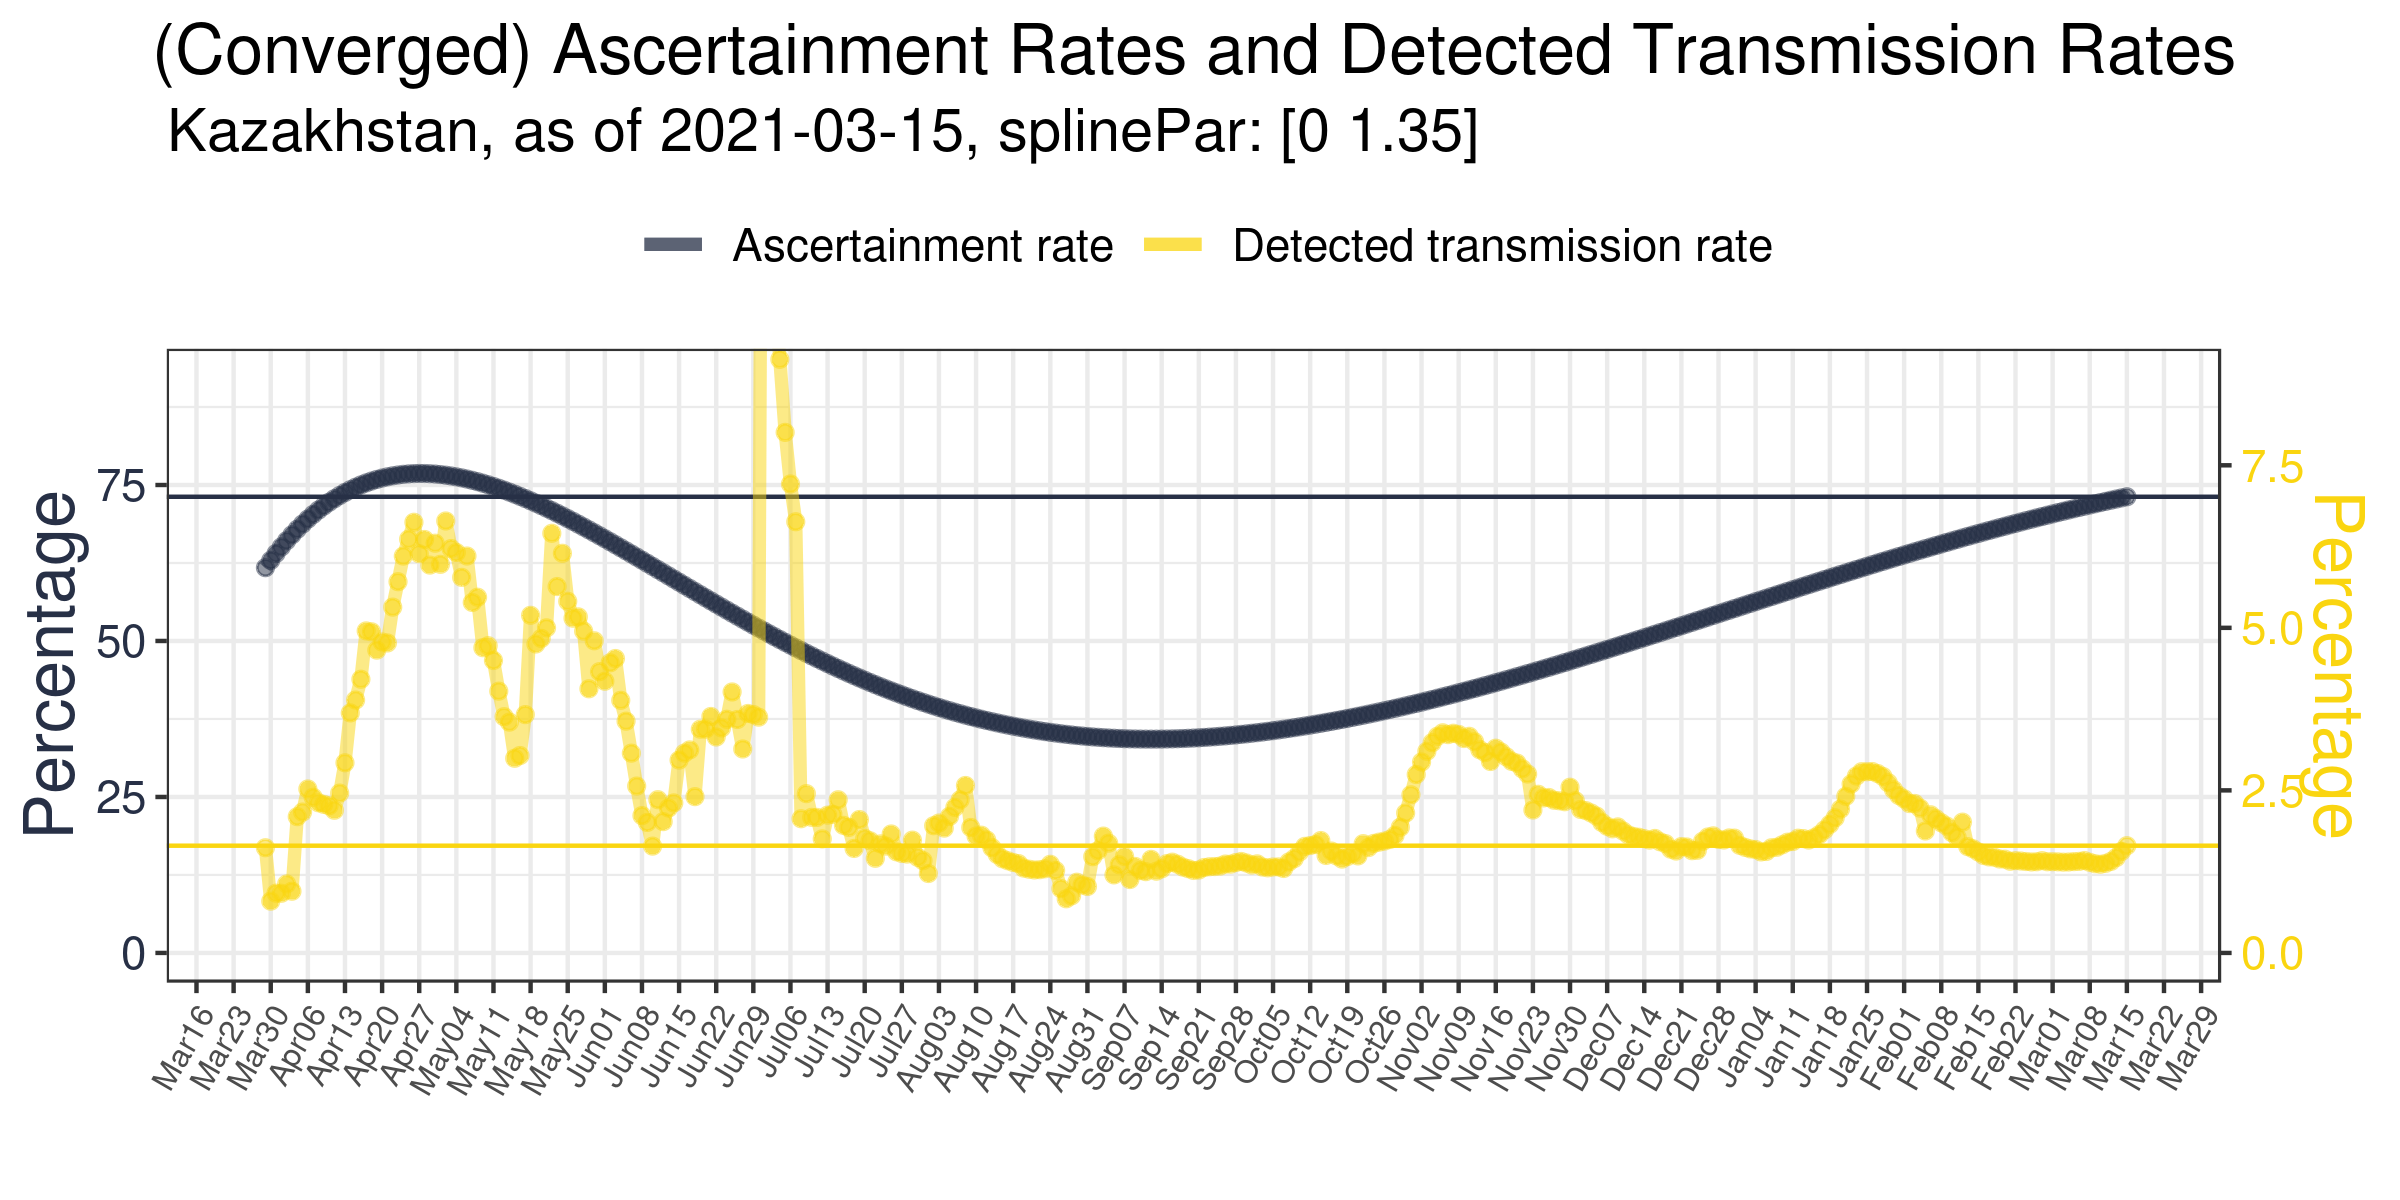 (Converged) Ascertainment Rates and Detected Transmission Rates
Kazakhstan, as of 2021-03-15, splinePar: [0 1.35]
Ascertainment rate
Detected transmission rate
Percentage
75
50
25
0
7.5
5.0
2.5
0.0
Percentage
Mar16
Mar23
Mar30
Apr06
Apr13
Apr20
Apr27
May04
May11
May18
May25
Jun01
Jun08
Jun15
Jun22
Jun29
Jul06
Jul13
Jul20
Jul27
Aug03
Aug10
Aug17
Aug24
Aug31
Sep07
Sep14
Sep21
Sep28
Oct05
Oct12
Oct19
Oct26
Nov02
Nov09
Nov16
Nov23
Nov30
Dec07
Dec14
Dec21
Dec28
Jan04
Jan11
Jan18
Jan25
Feb01
Feb08
Feb15
Feb22
Mar01
Mar08
Mar15
Mar22
Mar29